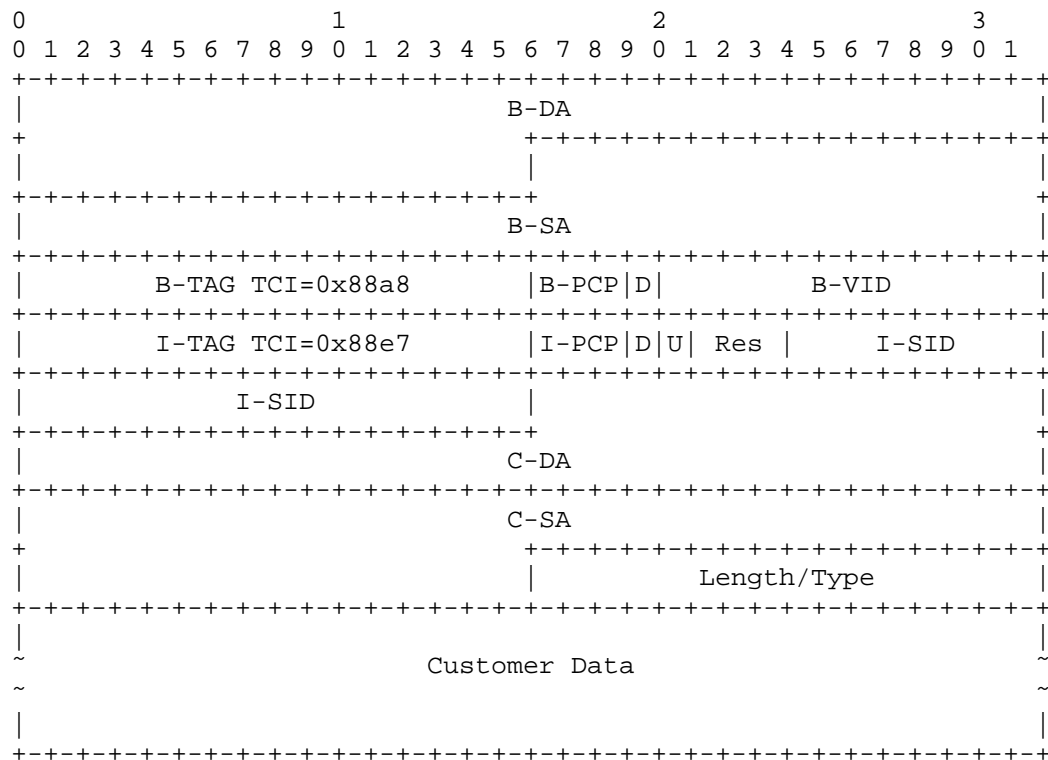 0                   1                   2                   3
0 1 2 3 4 5 6 7 8 9 0 1 2 3 4 5 6 7 8 9 0 1 2 3 4 5 6 7 8 9 0 1
+-+-+-+-+-+-+-+-+-+-+-+-+-+-+-+-+-+-+-+-+-+-+-+-+-+-+-+-+-+-+-+-+
|                              B-DA                             |
+                               +-+-+-+-+-+-+-+-+-+-+-+-+-+-+-+-+
|                               |                               |
+-+-+-+-+-+-+-+-+-+-+-+-+-+-+-+-+                               +
|                              B-SA                             |
+-+-+-+-+-+-+-+-+-+-+-+-+-+-+-+-+-+-+-+-+-+-+-+-+-+-+-+-+-+-+-+-+
|        B-TAG TCI=0x88a8       |B-PCP|D|         B-VID         |
+-+-+-+-+-+-+-+-+-+-+-+-+-+-+-+-+-+-+-+-+-+-+-+-+-+-+-+-+-+-+-+-+
|        I-TAG TCI=0x88e7       |I-PCP|D|U| Res |     I-SID     |
+-+-+-+-+-+-+-+-+-+-+-+-+-+-+-+-+-+-+-+-+-+-+-+-+-+-+-+-+-+-+-+-+
|             I-SID             |                               |
+-+-+-+-+-+-+-+-+-+-+-+-+-+-+-+-+                               +
|                              C-DA                             |
+-+-+-+-+-+-+-+-+-+-+-+-+-+-+-+-+-+-+-+-+-+-+-+-+-+-+-+-+-+-+-+-+
|                              C-SA                             |
+                               +-+-+-+-+-+-+-+-+-+-+-+-+-+-+-+-+
|                               |          Length/Type          |
+-+-+-+-+-+-+-+-+-+-+-+-+-+-+-+-+-+-+-+-+-+-+-+-+-+-+-+-+-+-+-+-+
|                                                               |
~                         Customer Data                         ~
~                                                               ~
|                                                               |
+-+-+-+-+-+-+-+-+-+-+-+-+-+-+-+-+-+-+-+-+-+-+-+-+-+-+-+-+-+-+-+-+